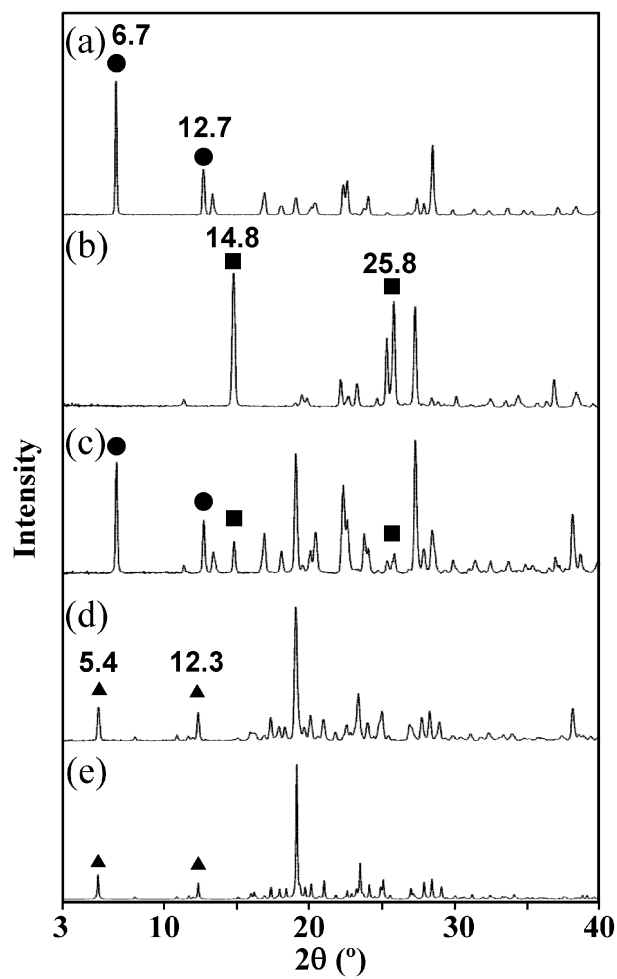 (a) 6.7
12.7
(b) 14.8
25.8
(c)
(d)
5.4 12.3
(e)
Intensity
3 10 20 30 40
2θ (º)